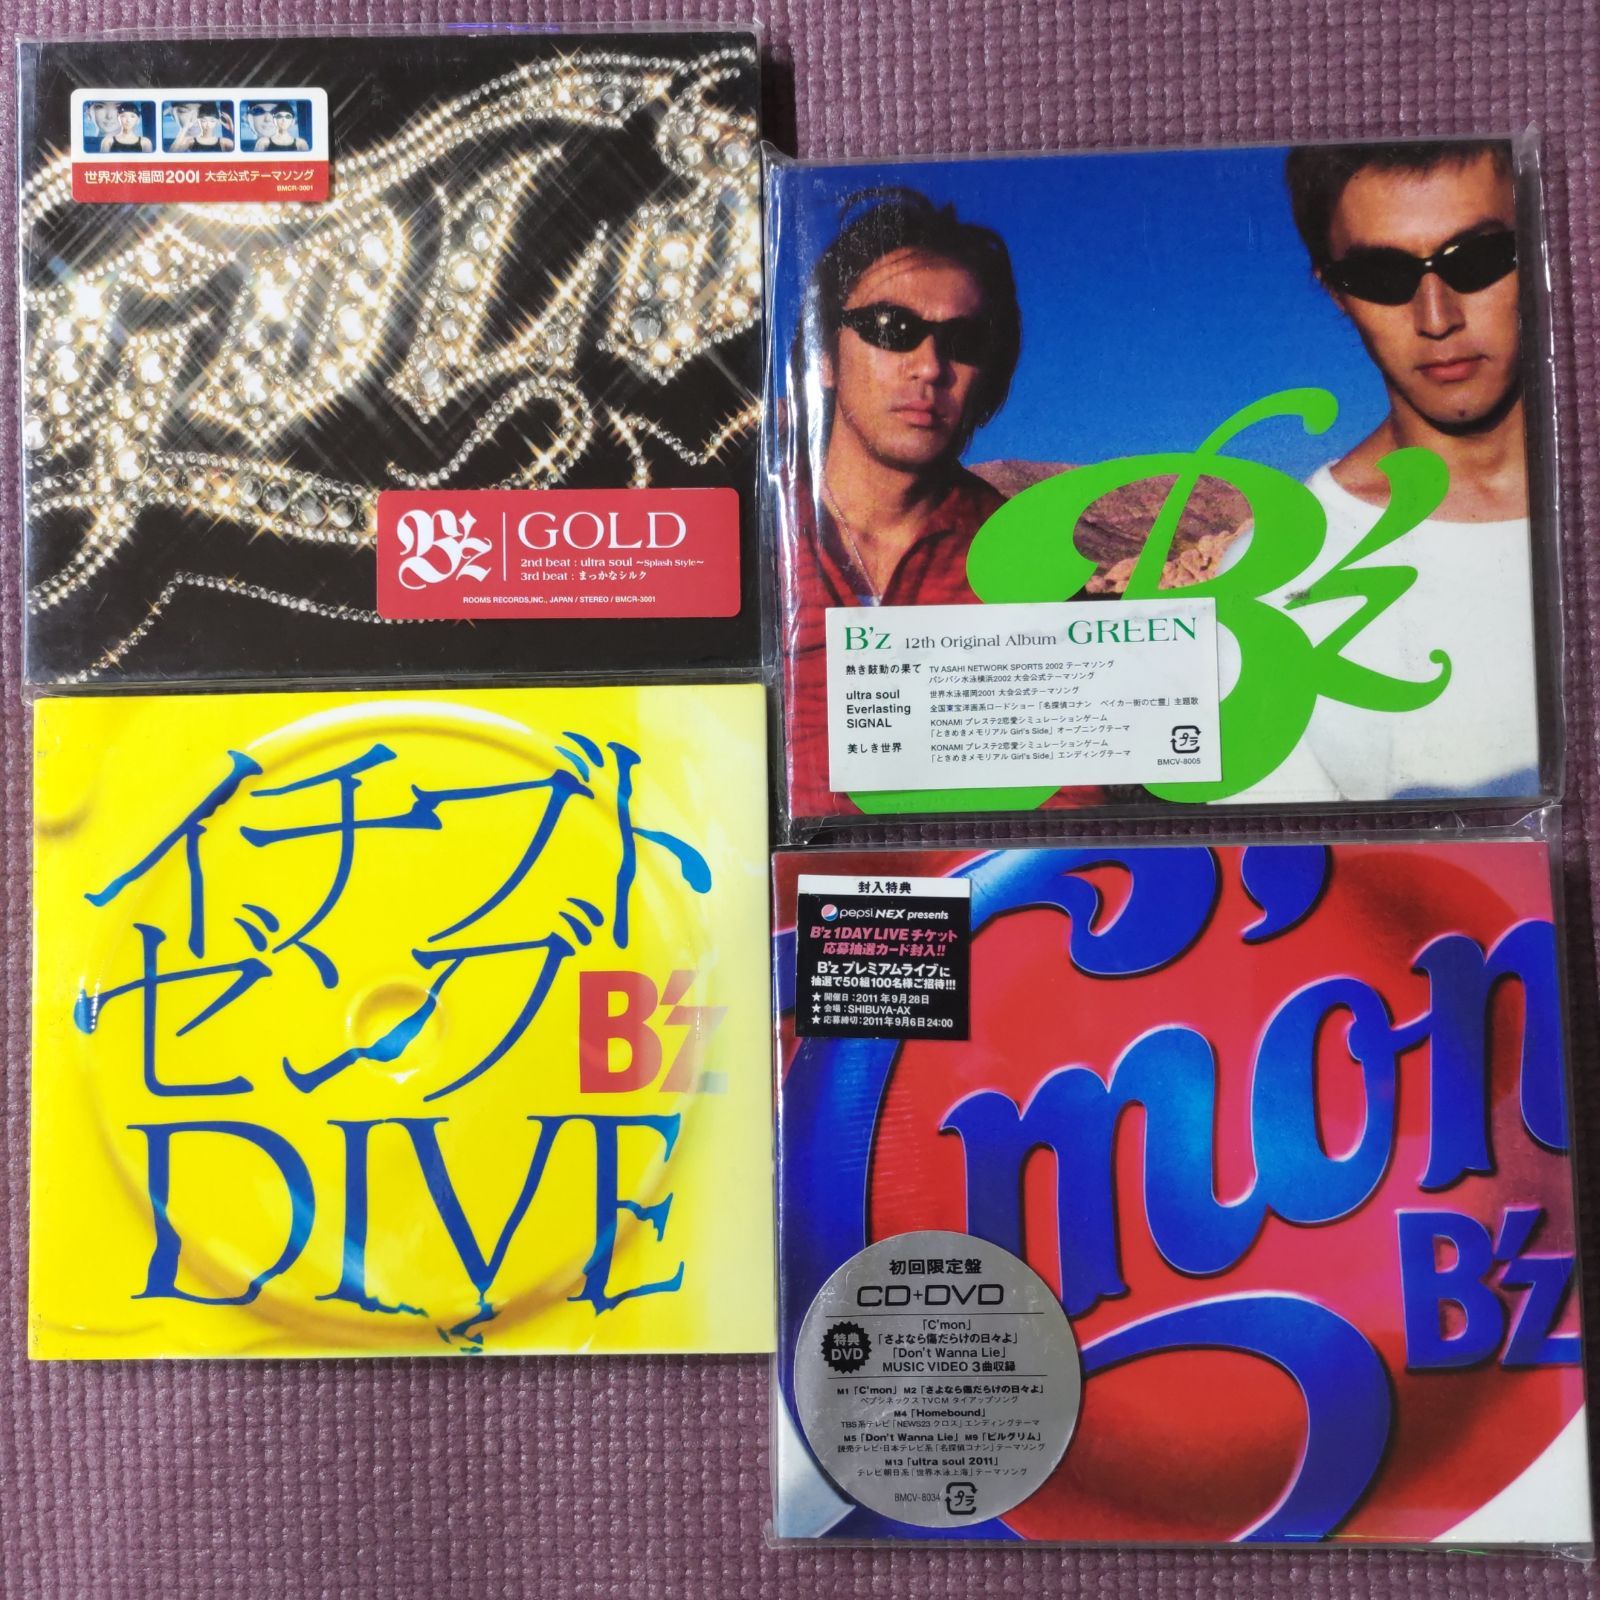 世界水泳福岡2001 大会公式テーマソング
BMCR-3001
B'z GOLD
2nd beat : ultra soul ～Splash Style～
3rd beat : まっかなシルク
ROOMS RECORDS,INC., JAPAN / STEREO / BMCR-3001
B'z
B'z 12th Original Album GREEN
熱き鼓動の果て TV ASAHI NETWORK SPORTS 2002 テーマソング
パンパシ水泳横浜2002 大会公式テーマソング
ultra soul 世界水泳福岡2001 大会公式テーマソング
Everlasting 全国東宝洋画系ロードショー「名探偵コナン ベイカー街の亡霊」主題歌
SIGNAL KONAMI プレステ2恋愛シミュレーションゲーム
「ときめきメモリアル Girl's Side」オープニングテーマ
美しき世界 KONAMI プレステ2恋愛シミュレーションゲーム
「ときめきメモリアル Girl's Side」エンディングテーマ
プラ
BMCV-8005
イチブト
ゼンブ
B'z
DIVE
封入特典
pepsi NEX presents
B'z 1DAY LIVE チケット
応募抽選カード封入!!
B'z プレミアムライブに
抽選で50組100名様ご招待!!!
★ 開催日：2011年9月28日
★ 会場：SHIBUYA-AX
★ 応募締切：2011年9月6日24:00
C'mon
B'z
初回限定盤
CD+DVD
特典
DVD
「C'mon」
「さよなら傷だらけの日々よ」
「Don't Wanna Lie」
MUSIC VIDEO 3曲収録
M1「C'mon」 M2「さよなら傷だらけの日々よ」
ペプシネックス TVCM タイアップソング
M4「Homebound」
TBS系テレビ「NEWS23 クロス」エンディングテーマ
M5「Don't Wanna Lie」 M9「ピルグリム」
読売テレビ・日本テレビ系「名探偵コナン」テーマソング
M13「ultra soul 2011」
テレビ朝日系「世界水泳上海」テーマソング
BMCV-8034 プラ